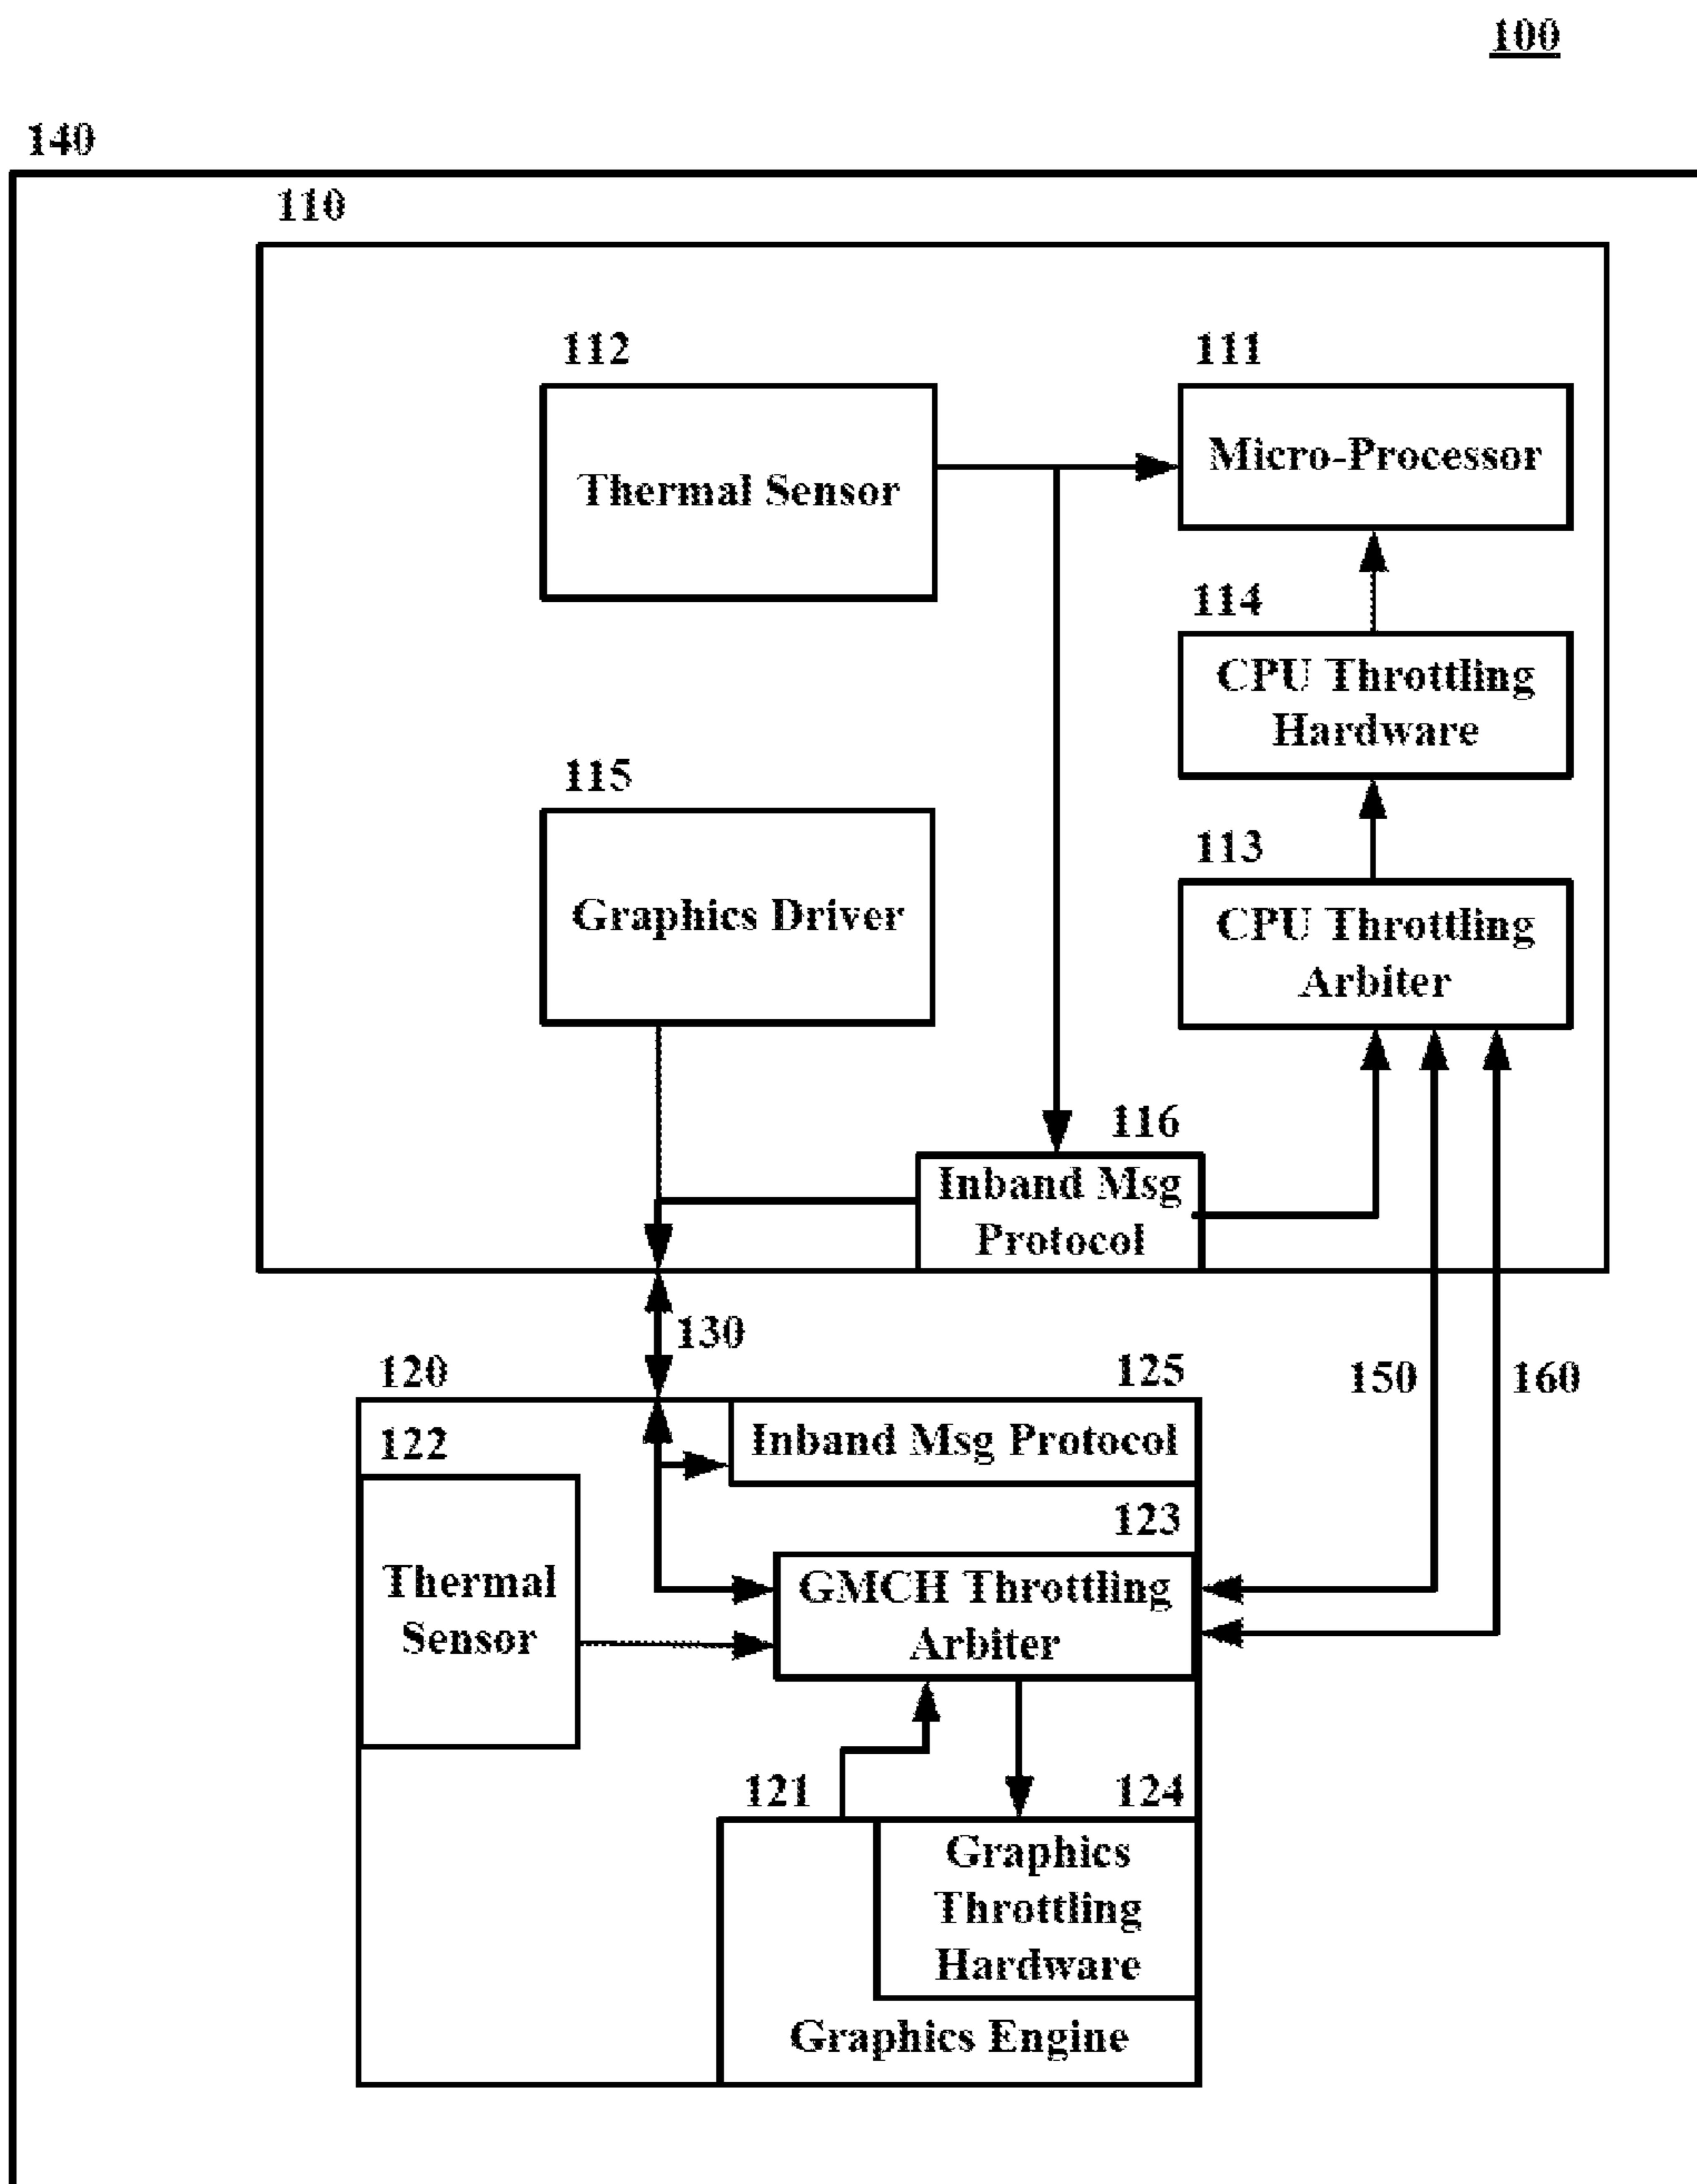 100
140
110
112
111
Thermal Sensor
Micro-Processor
114
CPU Throttling
Hardware
115
113
Graphics Driver
CPU Throttling
Arbiter
116
Inband Msg
Protocol
130
150
160
120
125
122
Inband Msg Protocol
123
Thermal
Sensor
GMCH Throttling
Arbiter
121
124
Graphics
Throttling
Hardware
Graphics Engine